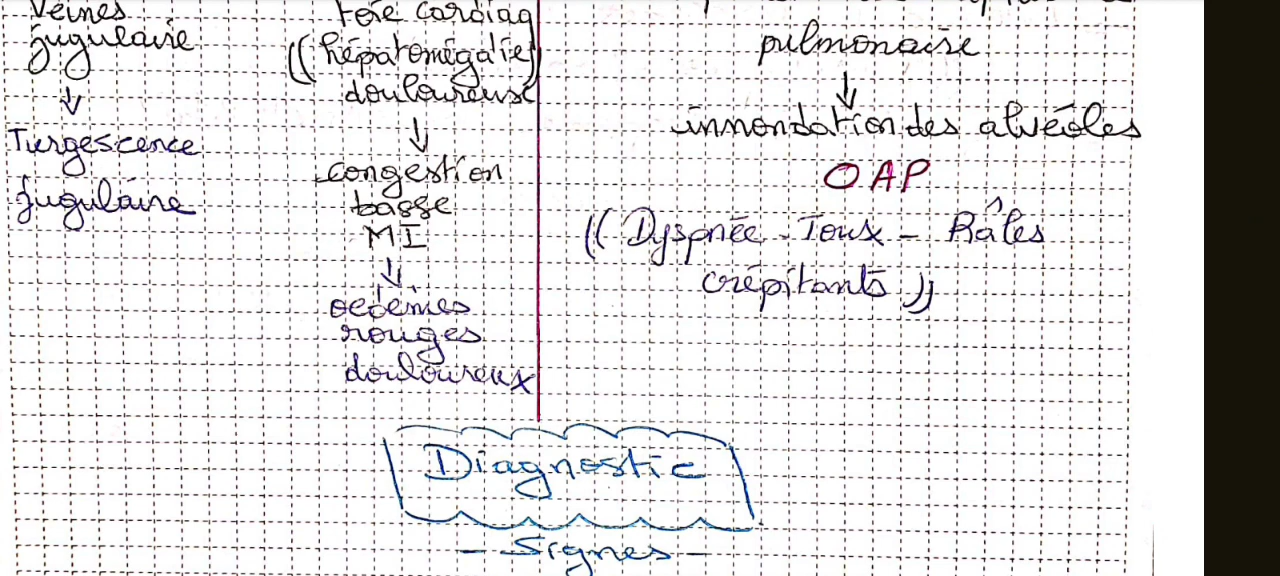 Veines
jugulaire
↓
Turgescence
jugulaire
Foie cardiaq
((hépatomégalie)
douloureuse
↓
congestion
basse
MI
↓
oedèmes
rouges
douloureux
pulmonaire
↓
innondation des alvéoles
OAP
(( Dyspnée - Toux - Râles
crépitants ))
Diagnostic
- Signes -